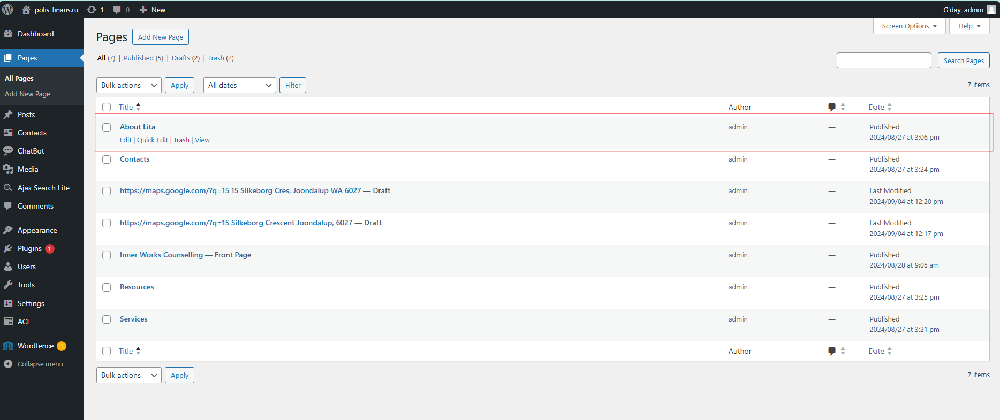 polis-finans.ru 1 0 New G'day, admin
Screen Options Help
Dashboard
Pages
All Pages
Add New Page
Posts
Contacts
ChatBot
Media
Ajax Search Lite
Comments
Appearance
Plugins 1
Users
Tools
Settings
ACF
Wordfence 1
Collapse menu
Pages Add New Page
All (7) | Published (5) | Drafts (2) | Trash (2)
Search Pages
Bulk actions Apply All dates Filter 7 items
Title Author Date
About Lita admin — Published
Edit | Quick Edit | Trash | View 2024/08/27 at 3:06 pm
Contacts admin — Published
2024/08/27 at 3:24 pm
https://maps.google.com/?q=15 15 Silkeborg Cres, Joondalup WA 6027 — Draft admin — Last Modified
2024/09/04 at 12:20 pm
https://maps.google.com/?q=15 Silkeborg Crescent Joondalup, 6027 — Draft admin — Last Modified
2024/09/04 at 12:17 pm
Inner Works Counselling — Front Page admin — Published
2024/08/28 at 9:05 am
Resources admin — Published
2024/08/27 at 3:25 pm
Services admin — Published
2024/08/27 at 3:21 pm
Title Author Date
Bulk actions Apply 7 items